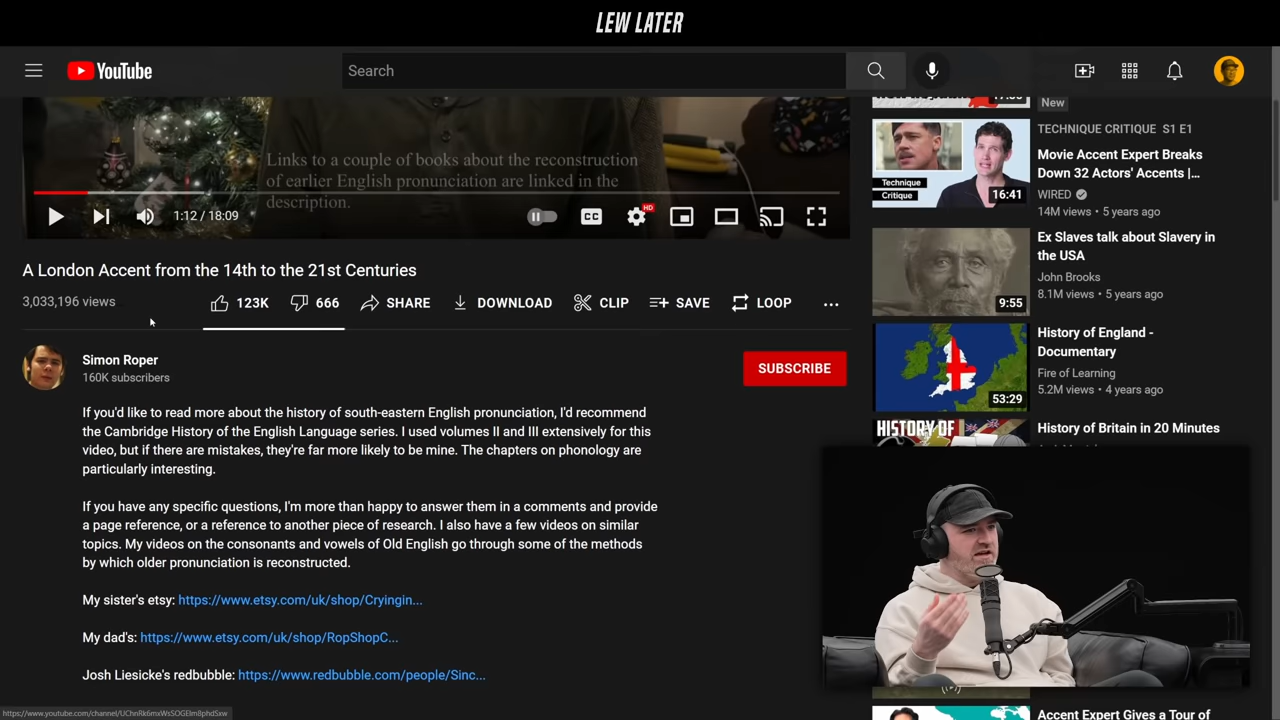 LEW LATER
YouTube
Search
Links to a couple of books about the reconstruction
of earlier English pronunciation are linked in the
description.
1:12 / 18:09
CC
HD
A London Accent from the 14th to the 21st Centuries
3,033,196 views
123K
666
SHARE
DOWNLOAD
CLIP
SAVE
LOOP
Simon Roper
160K subscribers
SUBSCRIBE
If you'd like to read more about the history of south-eastern English pronunciation, I'd recommend
the Cambridge History of the English Language series. I used volumes II and III extensively for this
video, but if there are mistakes, they're far more likely to be mine. The chapters on phonology are
particularly interesting.
If you have any specific questions, I'm more than happy to answer them in a comments and provide
a page reference, or a reference to another piece of research. I also have a few videos on similar
topics. My videos on the consonants and vowels of Old English go through some of the methods
by which older pronunciation is reconstructed.
My sister's etsy: https://www.etsy.com/uk/shop/Cryingin...
My dad's: https://www.etsy.com/uk/shop/RopShopC...
Josh Liesicke's redbubble: https://www.redbubble.com/people/Sinc...
New
Technique
Critique
16:41
TECHNIQUE CRITIQUE S1 E1
Movie Accent Expert Breaks
Down 32 Actors' Accents |...
WIRED
14M views • 5 years ago
9:55
Ex Slaves talk about Slavery in
the USA
John Brooks
8.1M views • 5 years ago
53:29
History of England -
Documentary
Fire of Learning
5.2M views • 4 years ago
HISTORY OF
History of Britain in 20 Minutes
Accent Expert Gives a Tour of